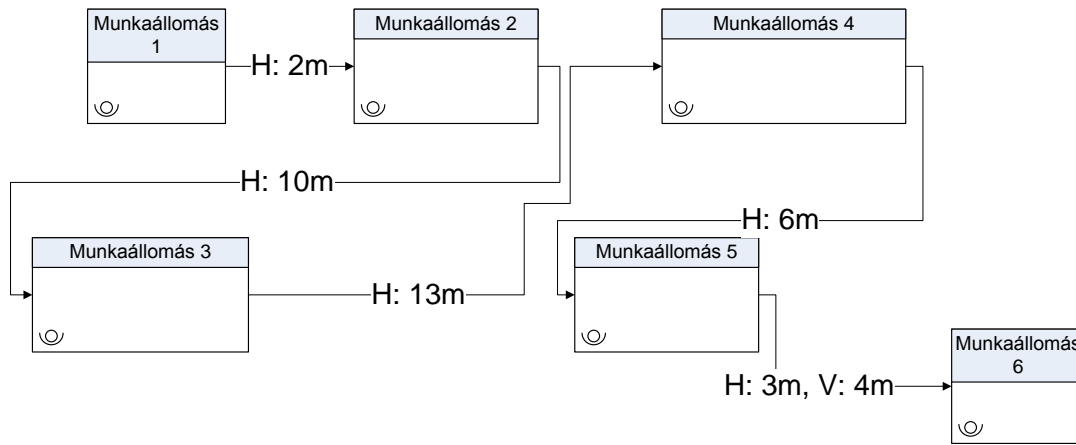 Munkaállomás
1
H: 2m
Munkaállomás 2
Munkaállomás 4
H: 10m
H: 6m
Munkaállomás 3
H: 13m
Munkaállomás 5
H: 3m, V: 4m
Munkaállomás
6